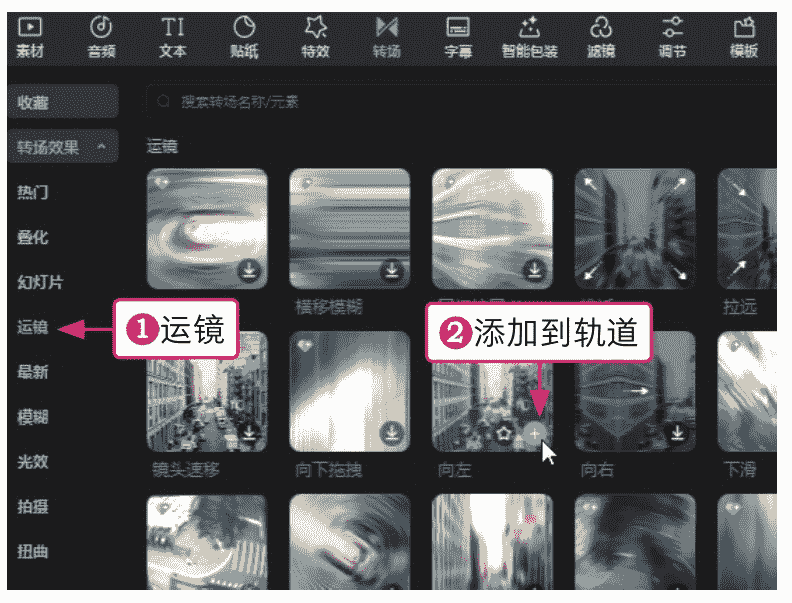 素材 音频 文本 贴纸 特效 转场 字幕 智能包装 滤镜 调节 模板
TI
收藏
搜索转场名称/元素
转场效果
运镜
热门
叠化
幻灯片
横移模糊
拉远
运镜
❶运镜
❷添加到轨道
最新
模糊
镜头速移
向下拖拽
向左
向右
下滑
光效
拍摄
扭曲